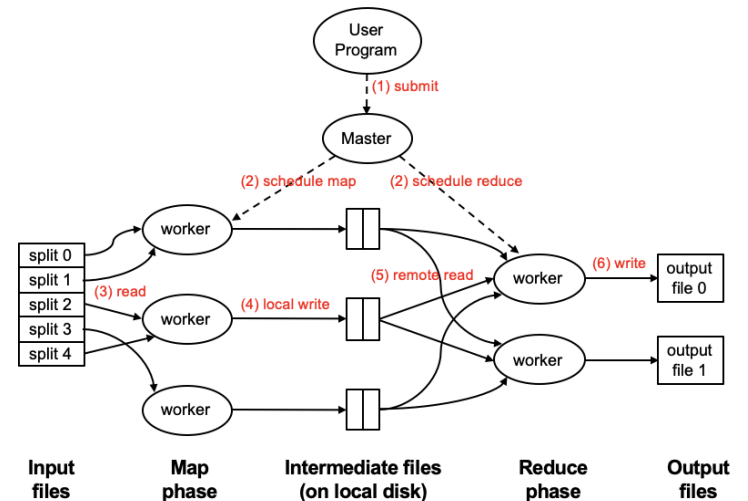 User
Program
(1) submit
Master
(2) schedule map
(2) schedule reduce
worker
split 0
split 1
split 2
split 3
split 4
(3) read
worker
(4) local write
worker
(5) remote read
worker
(6) write
output
file 0
worker
output
file 1
Input
files
Map
phase
Intermediate files
(on local disk)
Reduce
phase
Output
files